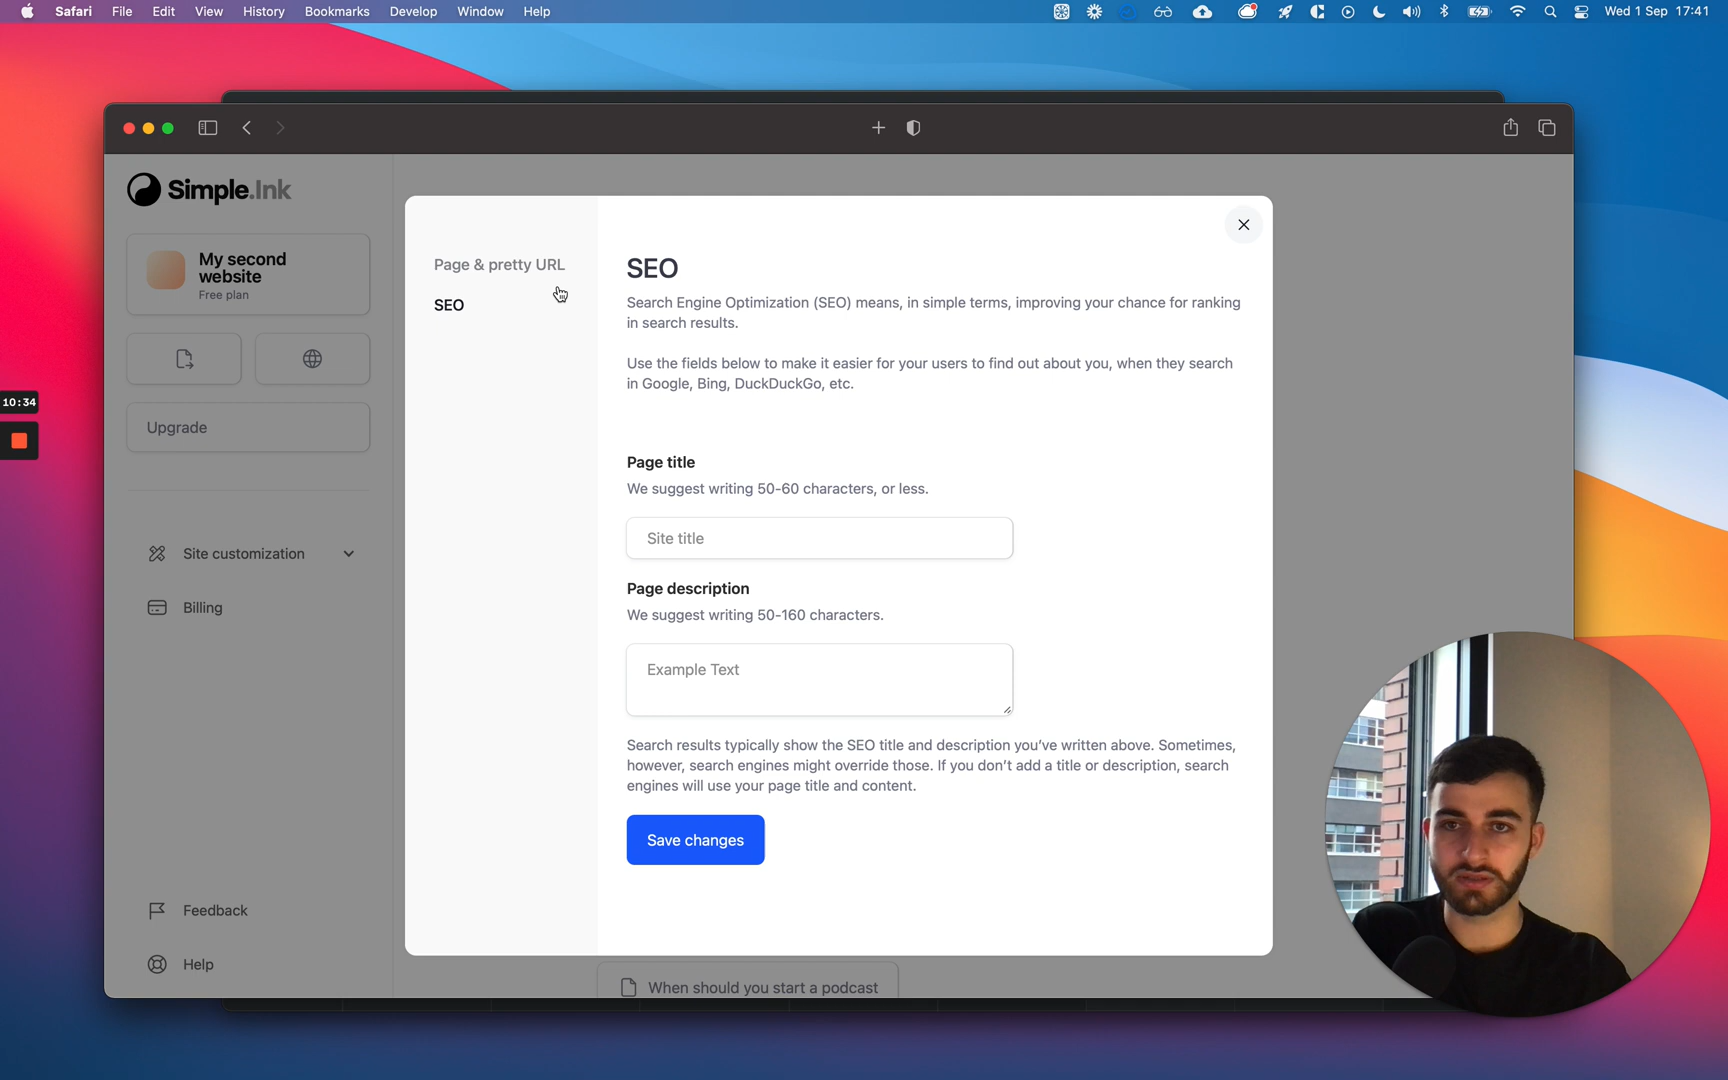 Safari File Edit View History Bookmarks Develop Window Help Wed 1 Sep 17:41
Simple.Ink
My second
website
Free plan
Upgrade
Site customization
Billing
Feedback
Help
10:34
Page & pretty URL
SEO
SEO
Search Engine Optimization (SEO) means, in simple terms, improving your chance for ranking
in search results.
Use the fields below to make it easier for your users to find out about you, when they search
in Google, Bing, DuckDuckGo, etc.
Page title
We suggest writing 50-60 characters, or less.
Site title
Page description
We suggest writing 50-160 characters.
Example Text
Search results typically show the SEO title and description you've written above. Sometimes,
however, search engines might override those. If you don't add a title or description, search
engines will use your page title and content.
Save changes
When should you start a podcast